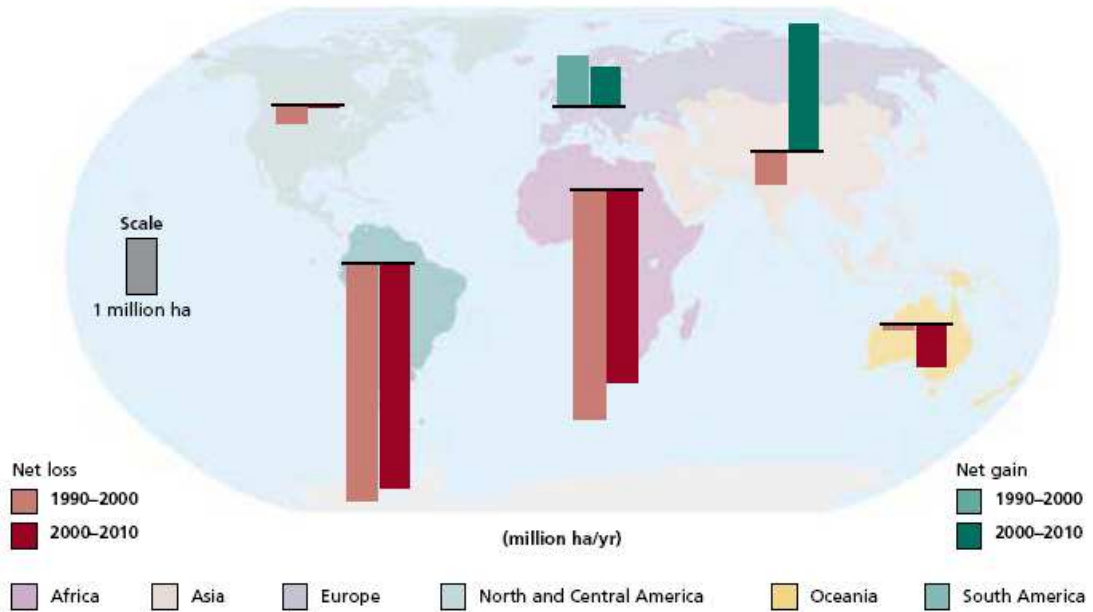 Scale
1 million ha
Net loss
1990–2000
2000–2010
(million ha/yr)
Net gain
1990–2000
2000–2010
Africa
Asia
Europe
North and Central America
Oceania
South America